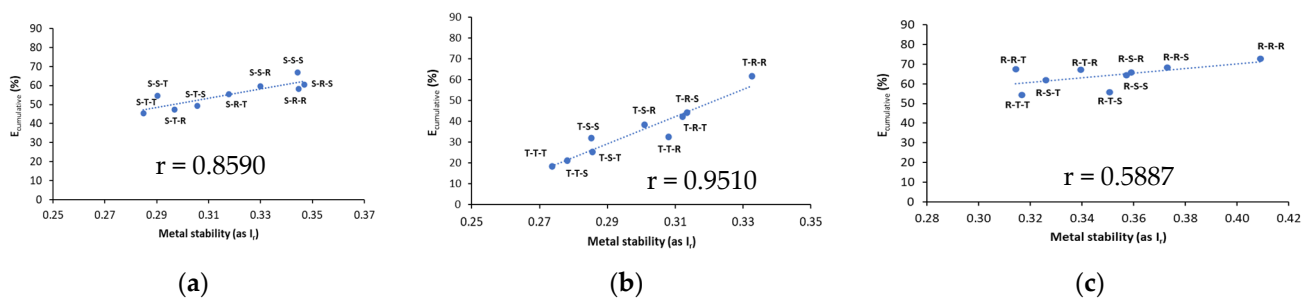 90
80
70
60
50
40
30
20
10
0
E_cumulative (%)
S-S-S
S-S-T
S-S-R
S-T-T
S-T-S
S-R-S
S-T-R
S-R-T
S-R-R
r = 0.8590
0.25 0.27 0.29 0.31 0.33 0.35 0.37
Metal stability (as I_r)
(a)
90
80
70
60
50
40
30
20
10
0
E_cumulative (%)
T-R-R
T-R-S
T-S-R
T-S-S
T-R-T
T-T-T
T-S-T
T-T-R
T-T-S
r = 0.9510
0.25 0.27 0.29 0.31 0.33 0.35
Metal stability (as I_r)
(b)
90
80
70
60
50
40
30
20
10
0
E_cumulative (%)
R-R-R
R-R-T
R-T-R
R-S-R
R-R-S
R-T-T
R-S-T
R-S-S
R-T-S
r = 0.5887
0.28 0.30 0.32 0.34 0.36 0.38 0.40 0.42
Metal stability (as I_r)
(c)